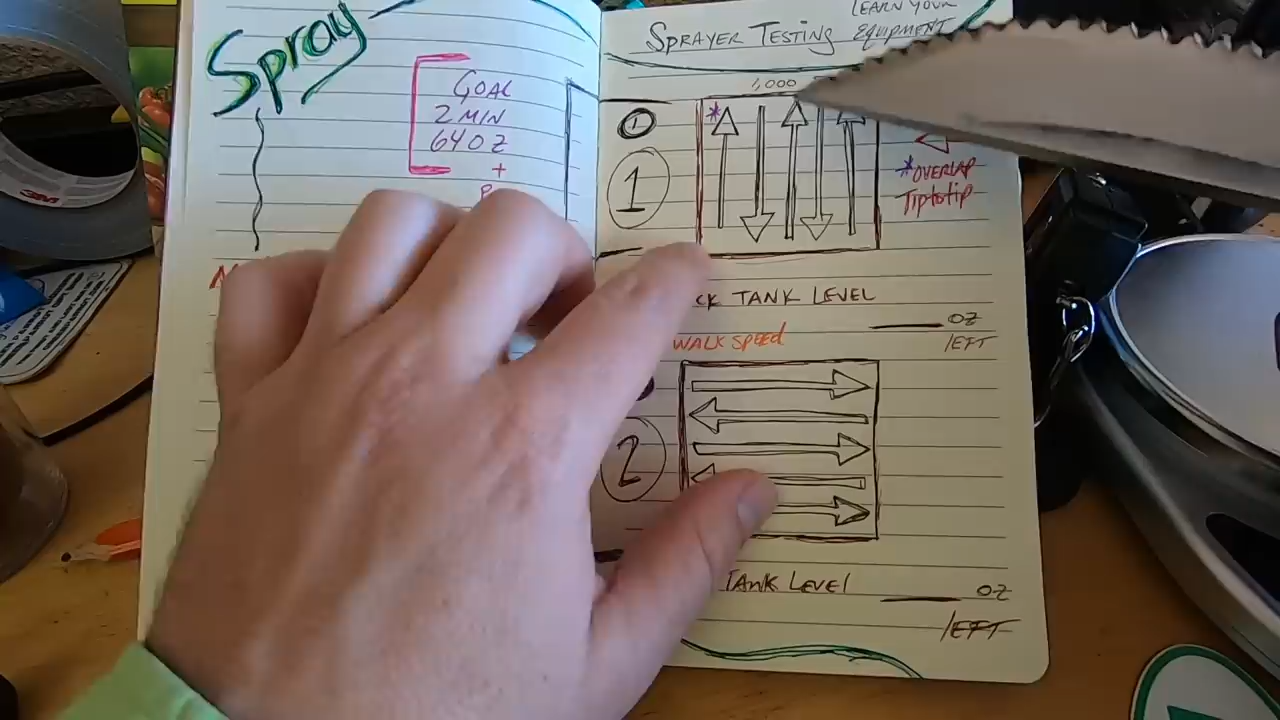 Spray
GOAL
2 MIN
64 OZ
+
LEARN YOUR
SPRAYER TESTING EQUIPMENT
1,000
1
1
*
*OVERLAP
Tip to tip
CK TANK LEVEL
OZ
LEFT
WALK SPEED
2
TANK LEVEL
OZ
LEFT
3M